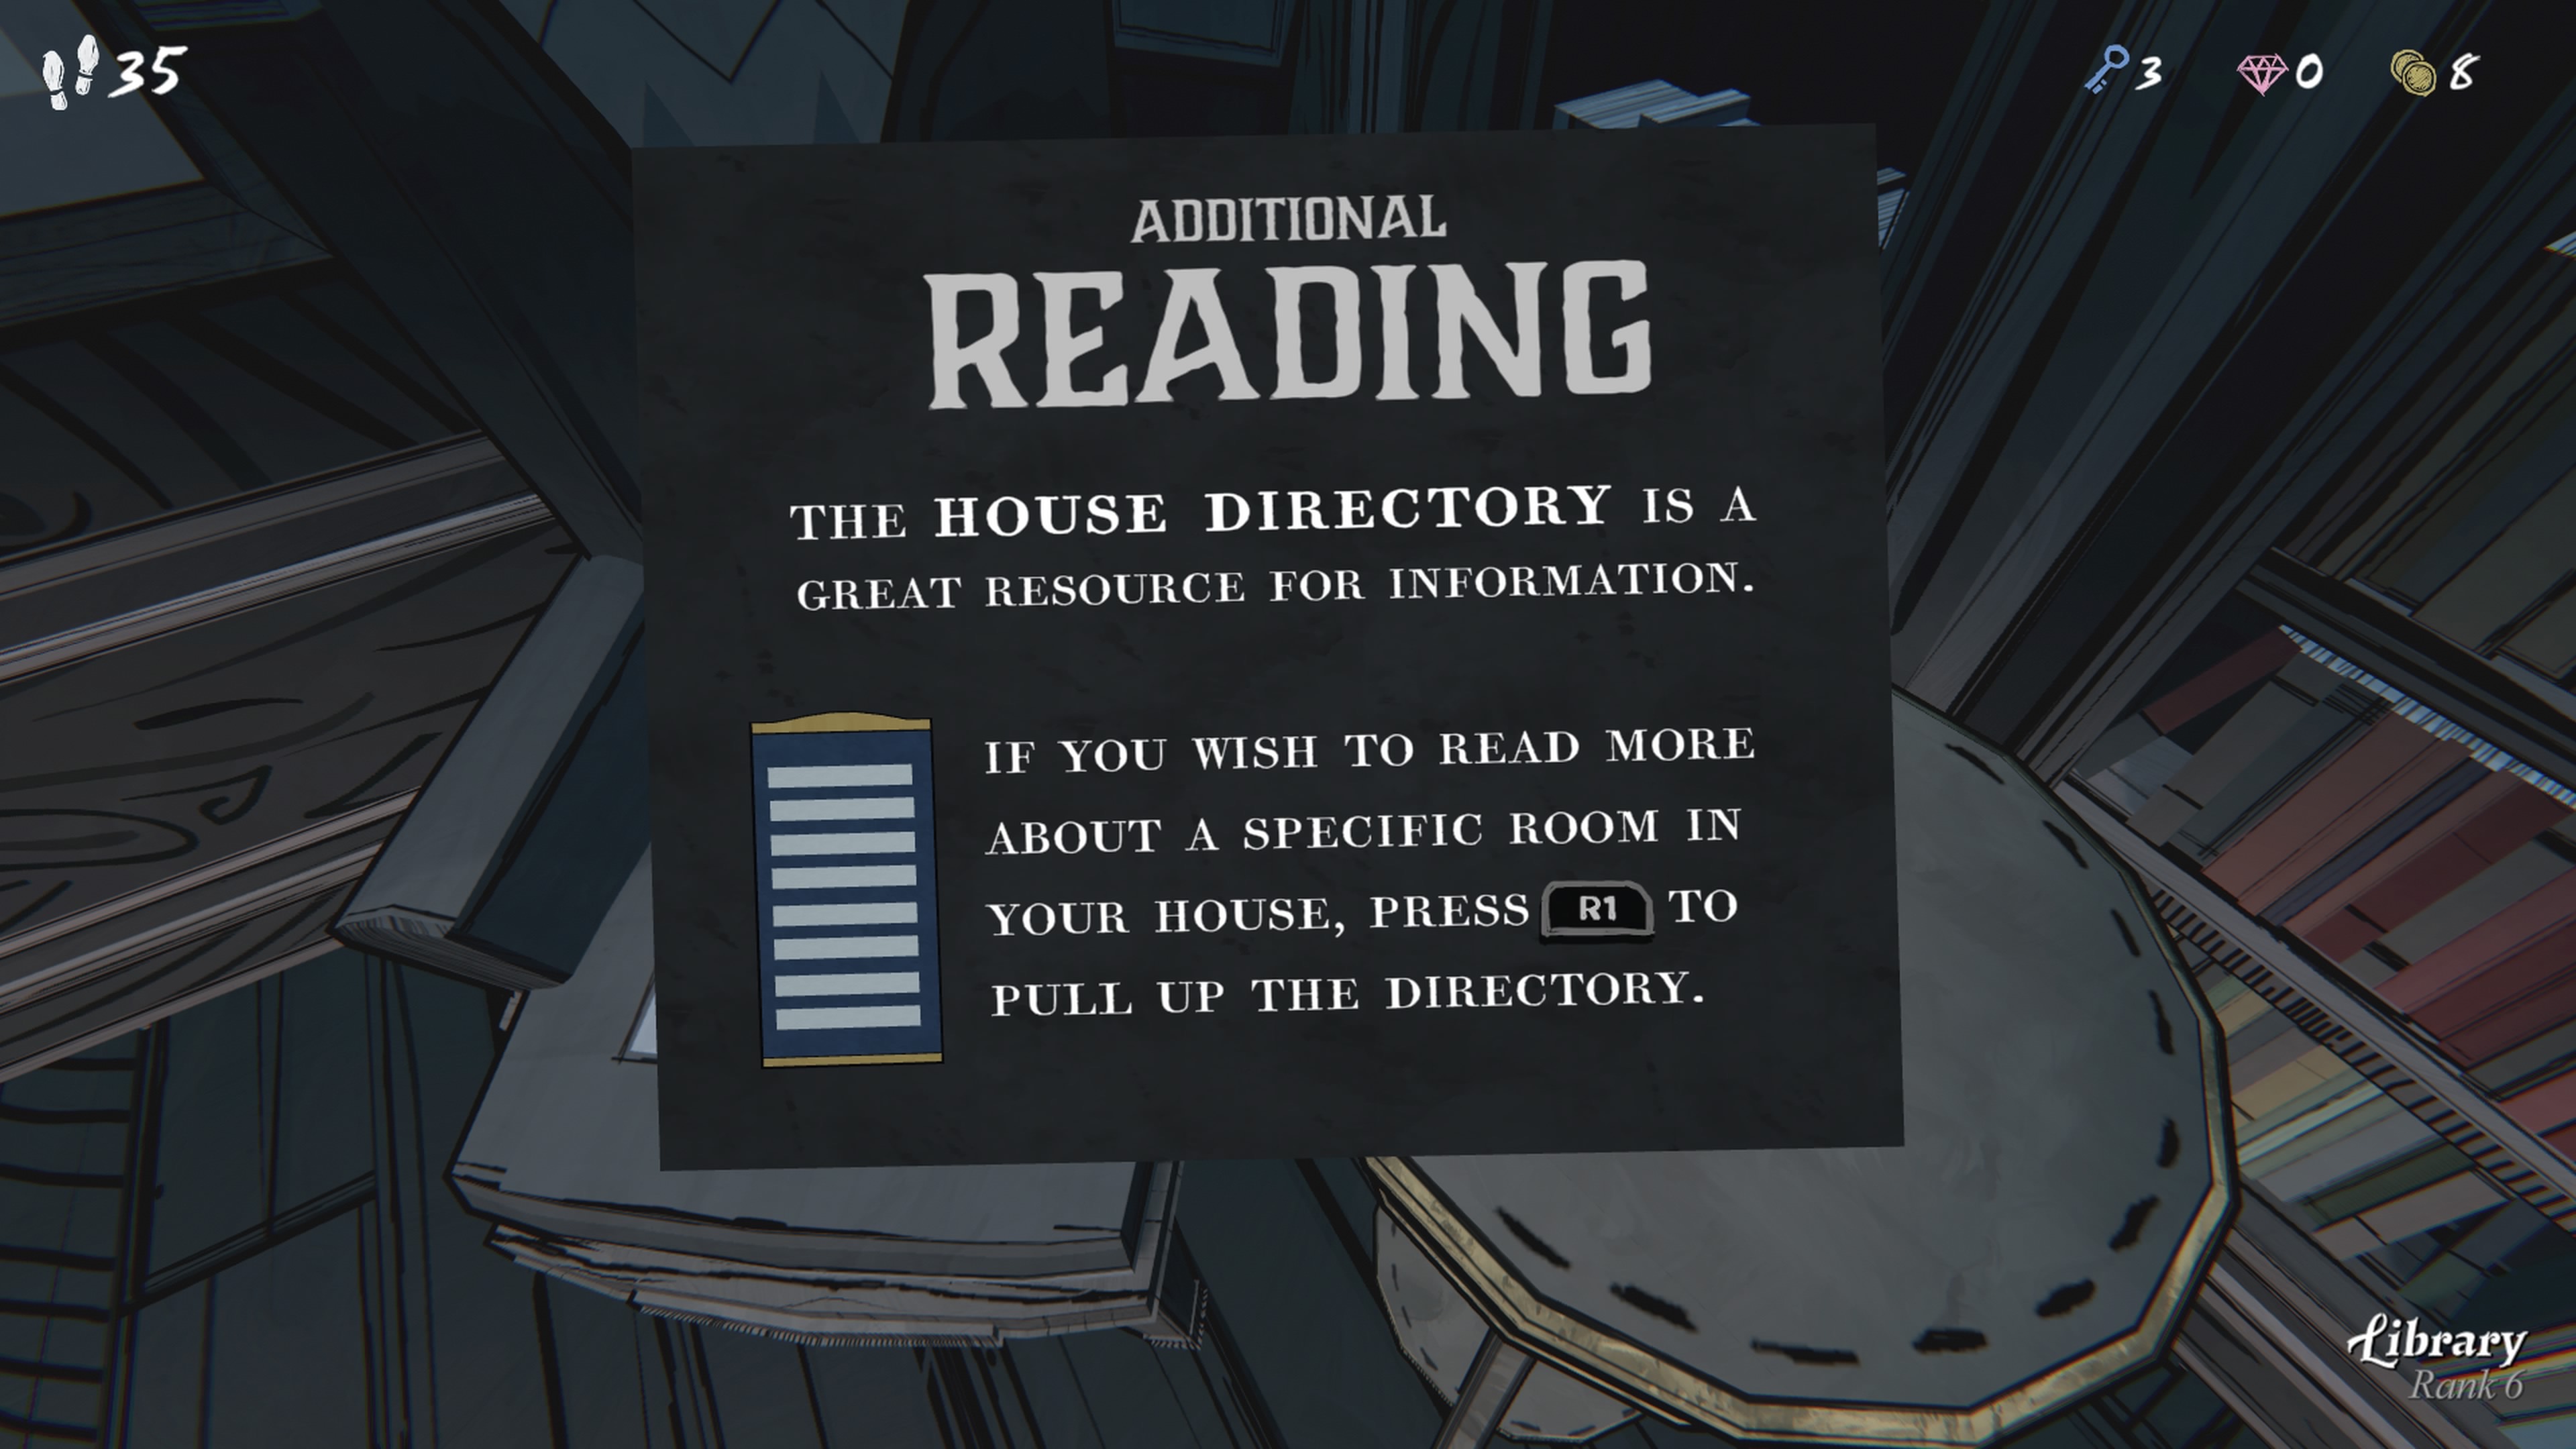 35
3
0
8
ADDITIONAL
READING
THE HOUSE DIRECTORY IS A
GREAT RESOURCE FOR INFORMATION.
IF YOU WISH TO READ MORE
ABOUT A SPECIFIC ROOM IN
YOUR HOUSE, PRESS R1 TO
PULL UP THE DIRECTORY.
Library
Rank 6